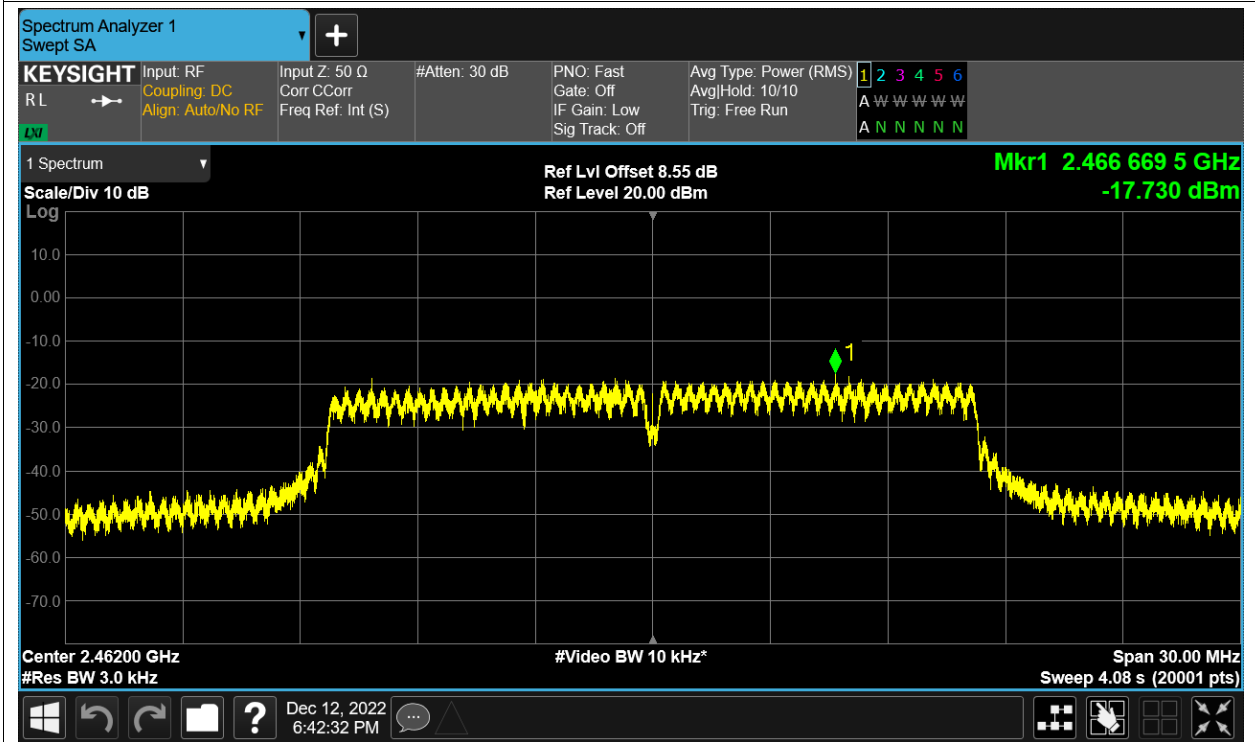 Spectrum Analyzer 1
Swept SA
KEYSIGHT
R L
LXI
Input: RF
Coupling: DC
Align: Auto/No RF
Input Z: 50 Ω
Corr CCorr
Freq Ref: Int (S)
#Atten: 30 dB
PNO: Fast
Gate: Off
IF Gain: Low
Sig Track: Off
Avg Type: Power (RMS)
Avg|Hold: 10/10
Trig: Free Run
1 2 3 4 5 6
A W W W W W
A N N N N N
1 Spectrum
Scale/Div 10 dB
Log
Ref Lvl Offset 8.55 dB
Ref Level 20.00 dBm
Mkr1 2.466 669 5 GHz
-17.730 dBm
10.0
0.00
-10.0
-20.0
-30.0
-40.0
-50.0
-60.0
-70.0
1
Center 2.46200 GHz
#Res BW 3.0 kHz
#Video BW 10 kHz*
Span 30.00 MHz
Sweep 4.08 s (20001 pts)
?
Dec 12, 2022
6:42:32 PM